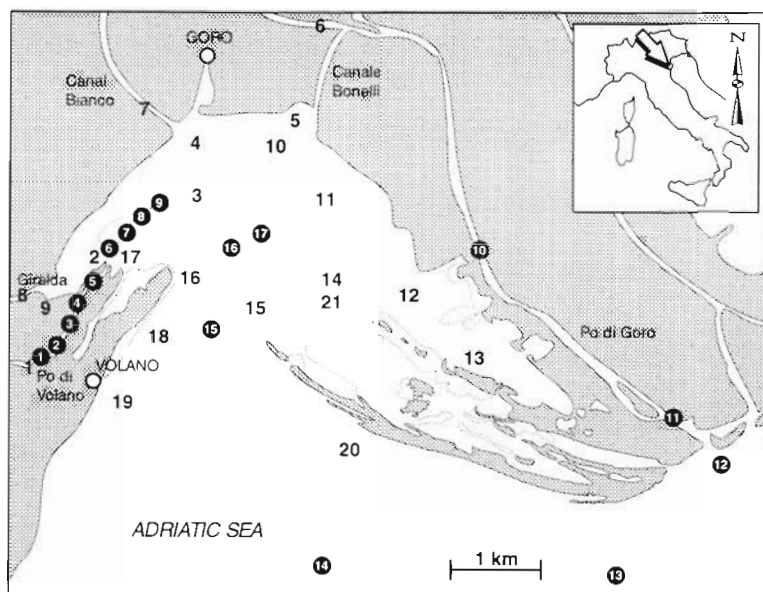 6
GORO
N
Canal
Bianco
Canale
Bonelli
7
5
4
10
3
11
9
8
7
6
17
16
2
17
10
Giralda
8
9
5
16
14
12
4
15
21
3
18
15
Po di Goro
2
1
13
1
VOLANO
Po di
Volano
19
11
20
12
ADRIATIC SEA
14
1 km
13